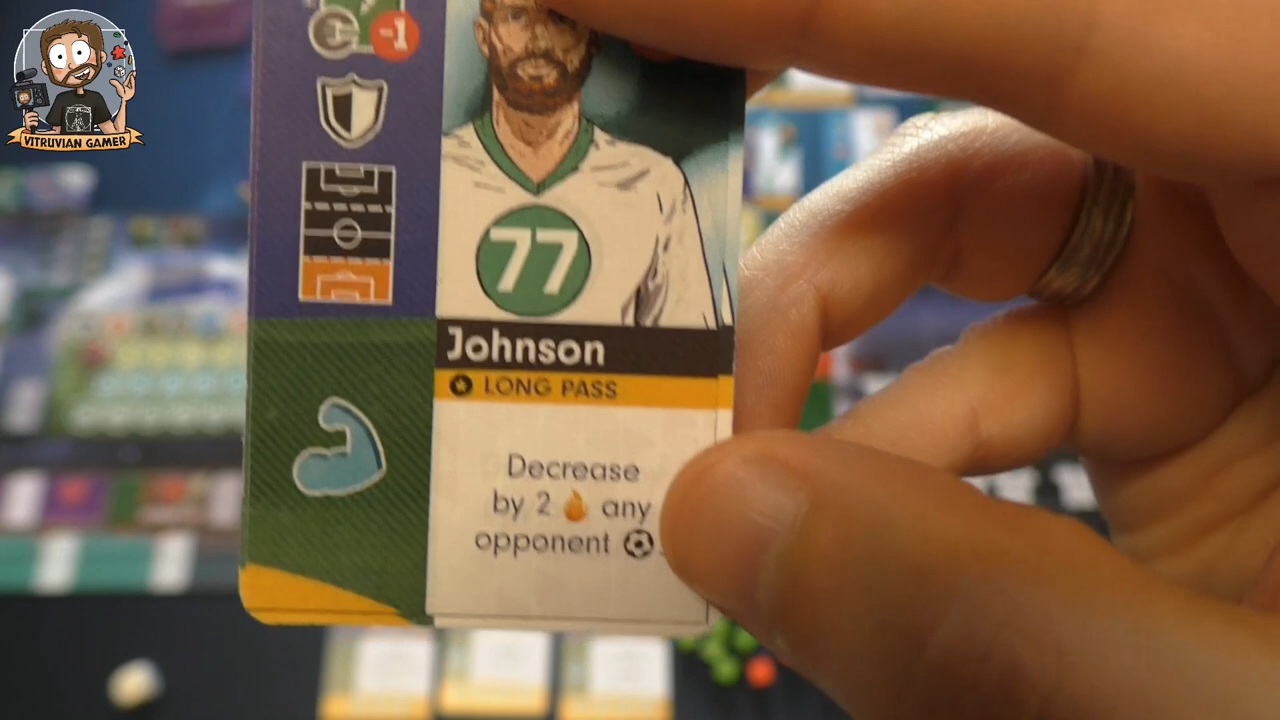 VITRUVIAN GAMER
-1
77
Johnson
LONG PASS
Decrease
by 2 any
opponent